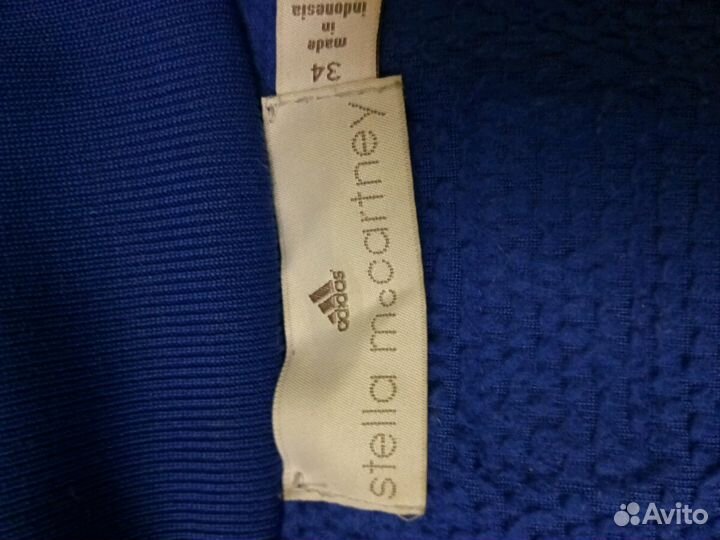 34
made
in
indonesia
adidas
stella mccartney
Avito